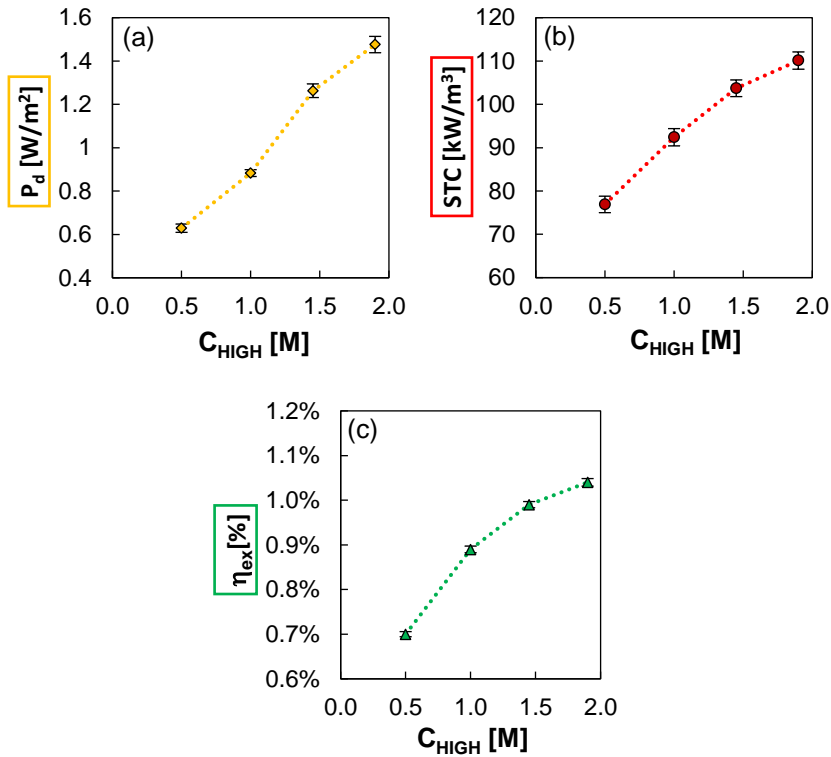 (a)
1.6
1.4
1.2
1
0.8
0.6
0.4
0.0 0.5 1.0 1.5 2.0
P_d [W/m²]
C_HIGH [M]
(b)
120
110
100
90
80
70
60
0.0 0.5 1.0 1.5 2.0
STC [kW/m³]
C_HIGH [M]
(c)
1.2%
1.1%
1.0%
0.9%
0.8%
0.7%
0.6%
0.0 0.5 1.0 1.5 2.0
η_ex[%]
C_HIGH [M]